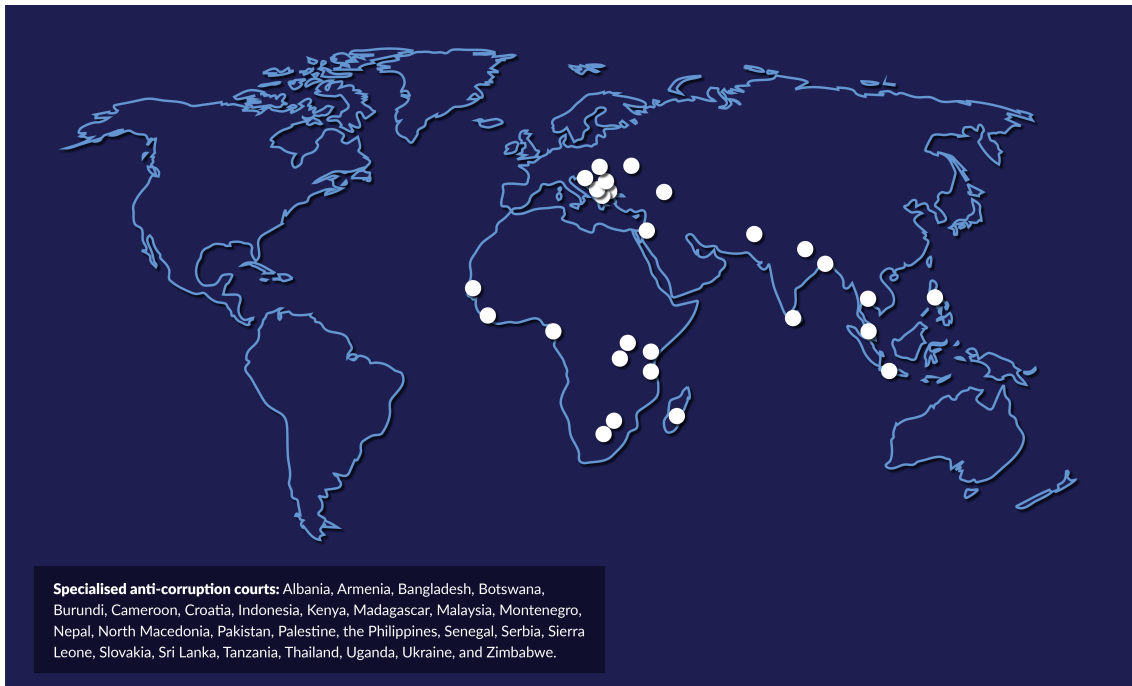 Specialised anti-corruption courts: Albania, Armenia, Bangladesh, Botswana,
Burundi, Cameroon, Croatia, Indonesia, Kenya, Madagascar, Malaysia, Montenegro,
Nepal, North Macedonia, Pakistan, Palestine, the Philippines, Senegal, Serbia, Sierra
Leone, Slovakia, Sri Lanka, Tanzania, Thailand, Uganda, Ukraine, and Zimbabwe.